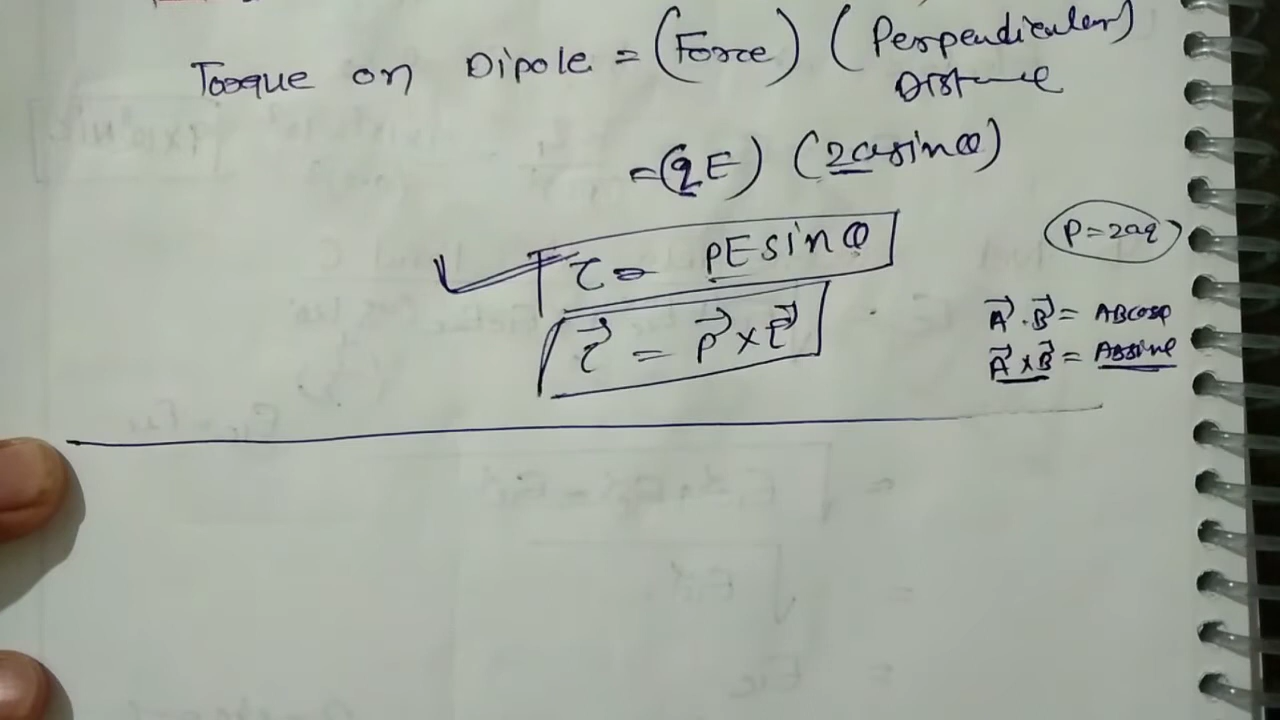 Torque on Dipole = (Force) (Perpendicular)
Distance
= (qE) (2a sinθ)
τ = PE sinθ
P = 2aq
τ⃗ = P⃗ × E⃗
A⃗ . B⃗ = ABcosθ
A⃗ × B⃗ = ABsinθ